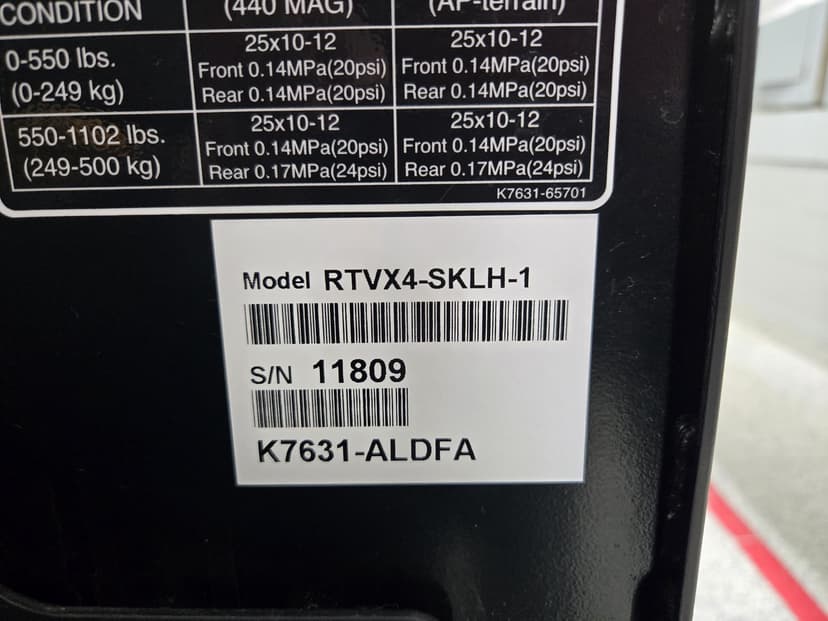 CONDITION (440 MAG) (AP-terrain)
0-550 lbs.
(0-249 kg)
25x10-12
Front 0.14MPa(20psi)
Rear 0.14MPa(20psi)
25x10-12
Front 0.14MPa(20psi)
Rear 0.14MPa(20psi)
550-1102 lbs.
(249-500 kg)
25x10-12
Front 0.14MPa(20psi)
Rear 0.17MPa(24psi)
25x10-12
Front 0.14MPa(20psi)
Rear 0.17MPa(24psi)
K7631-65701
Model RTVX4-SKLH-1
S/N 11809
K7631-ALDFA